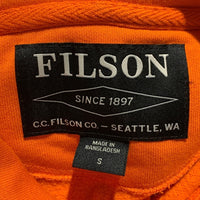 FILSON
SINCE 1897
C.C. FILSON CO. – SEATTLE, WA
MADE IN
BANGLADESH
S